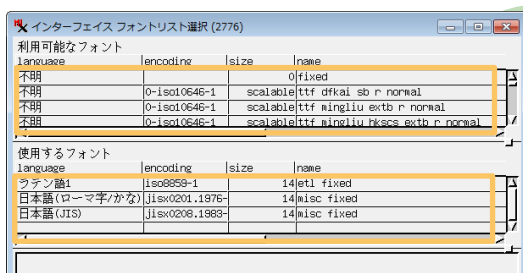 インターフェイス フォントリスト選択 (2776)
利用可能なフォント
language encoding size name
不明 0 fixed
不明 0-iso10646-1 scalable ttf dfkai sb r normal
不明 0-iso10646-1 scalable ttf mingliu extb r normal
不明 0-iso10646-1 scalable ttf mingliu hkscs extb r normal
使用するフォント
language encoding size name
ラテン語1 iso8859-1 14 etl fixed
日本語(ローマ字/かな) jisx0201.1976- 14 misc fixed
日本語(JIS) jisx0208.1983- 14 misc fixed